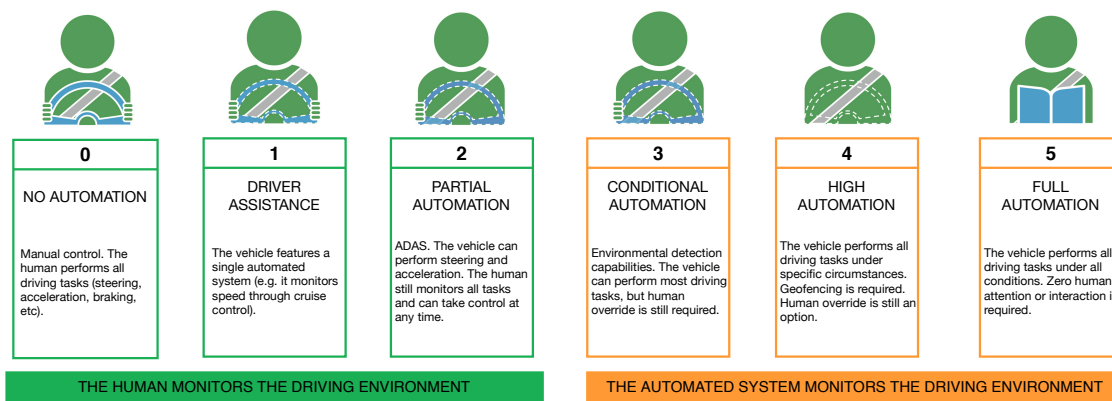 0
NO AUTOMATION
Manual control. The
human performs all
driving tasks (steering,
acceleration, braking,
etc).
1
DRIVER
ASSISTANCE
The vehicle features a
single automated
system (e.g. it monitors
speed through cruise
control).
2
PARTIAL
AUTOMATION
ADAS. The vehicle can
perform steering and
acceleration. The human
still monitors all tasks
and can take control at
any time.
3
CONDITIONAL
AUTOMATION
Environmental detection
capabilities. The vehicle
can perform most driving
tasks, but human
override is still required.
4
HIGH
AUTOMATION
The vehicle performs all
driving tasks under
specific circumstances.
Geofencing is required.
Human override is still an
option.
5
FULL
AUTOMATION
The vehicle performs all
driving tasks under all
conditions. Zero human
attention or interaction i
required.
THE HUMAN MONITORS THE DRIVING ENVIRONMENT
THE AUTOMATED SYSTEM MONITORS THE DRIVING ENVIRONMENT